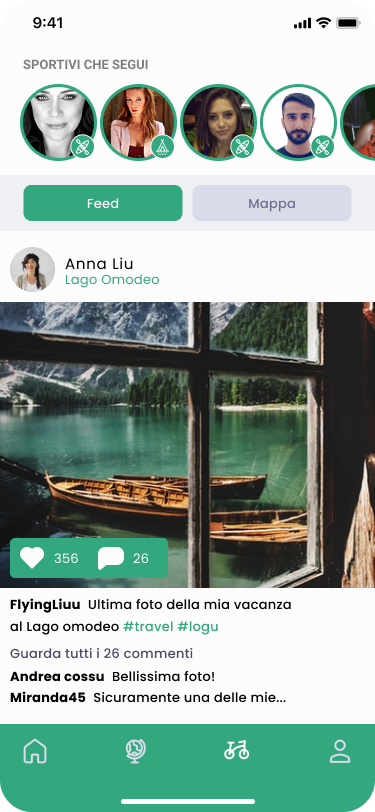 9:41
SPORTIVI CHE SEGUI
Feed
Mappa
Anna Liu
Lago Omodeo
356
26
FlyingLiuu Ultima foto della mia vacanza
al Lago omodeo #travel #logu
Guarda tutti i 26 commenti
Andrea cossu Bellissima foto!
Miranda45 Sicuramente una delle mie...